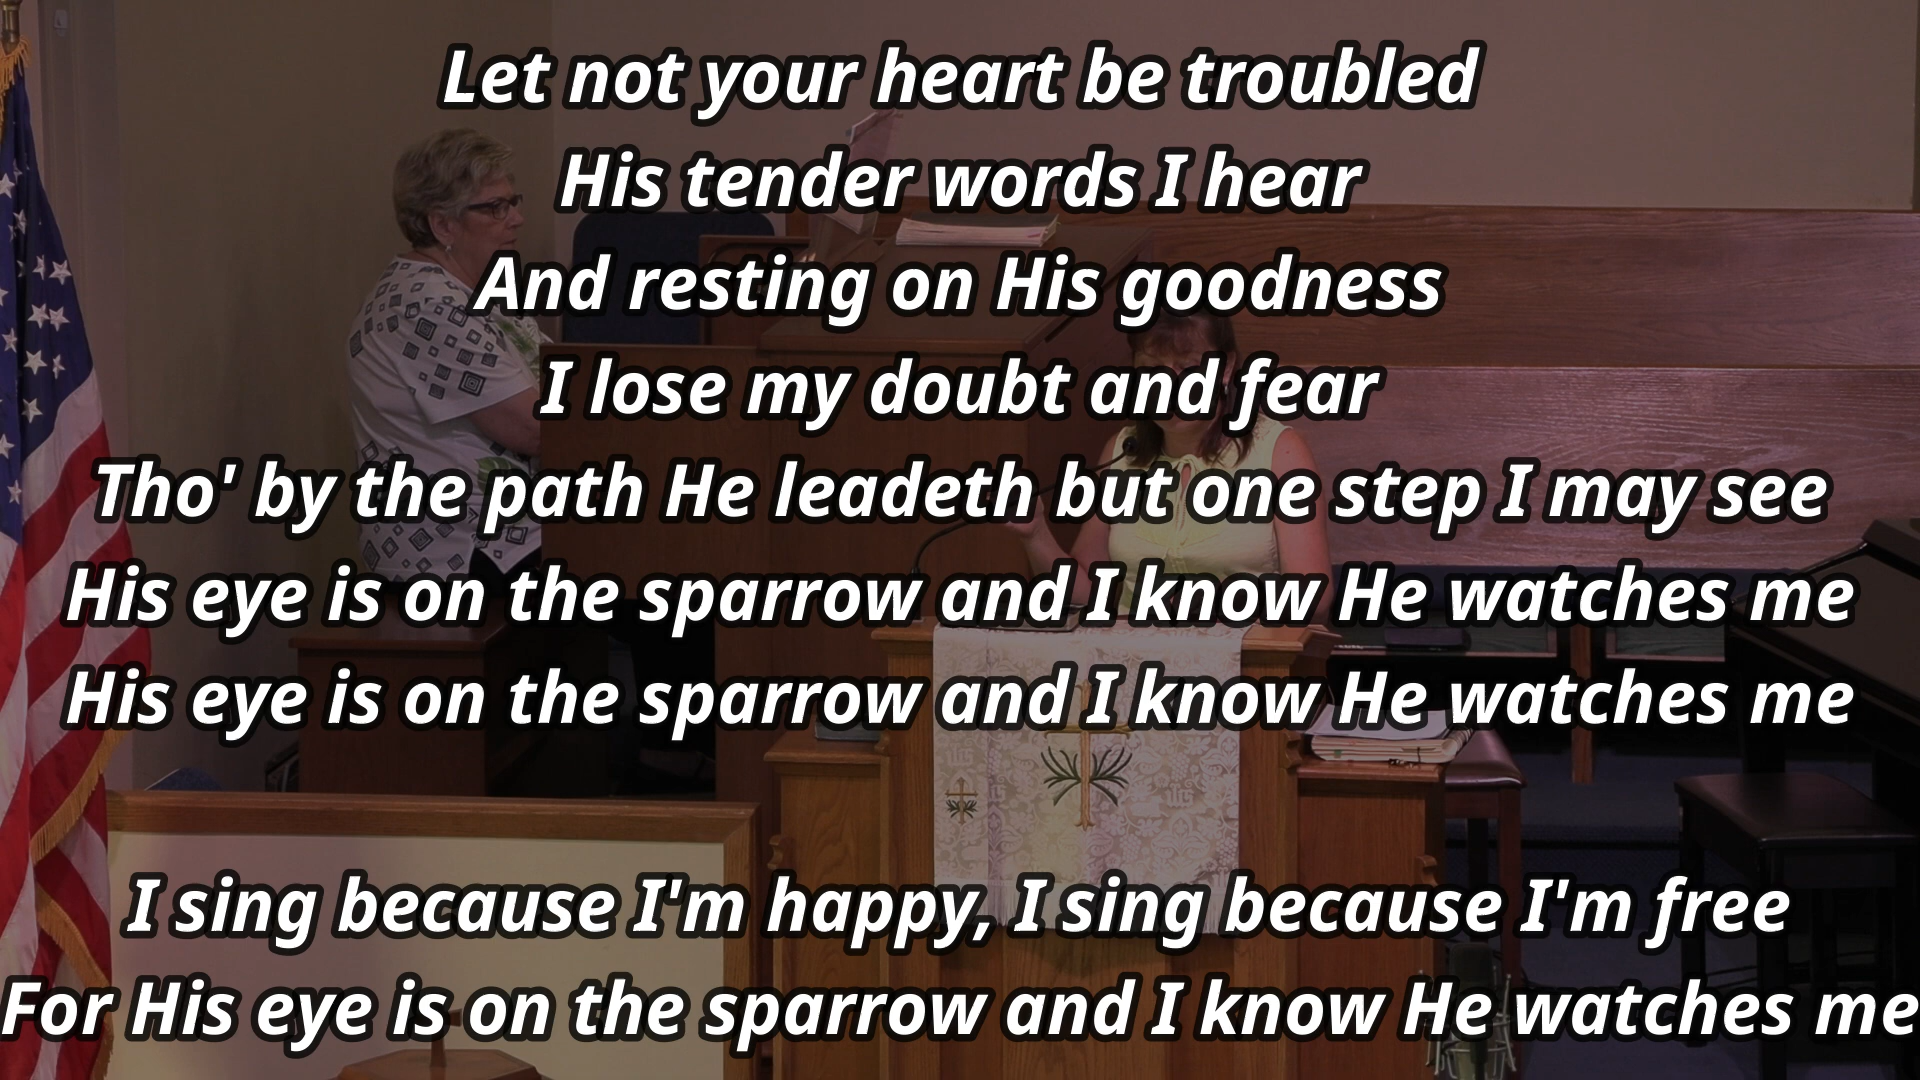 Let not your heart be troubled
His tender words I hear
And resting on His goodness
I lose my doubt and fear
Tho' by the path He leadeth but one step I may see
His eye is on the sparrow and I know He watches me
His eye is on the sparrow and I know He watches me
I sing because I'm happy, I sing because I'm free
For His eye is on the sparrow and I know He watches me